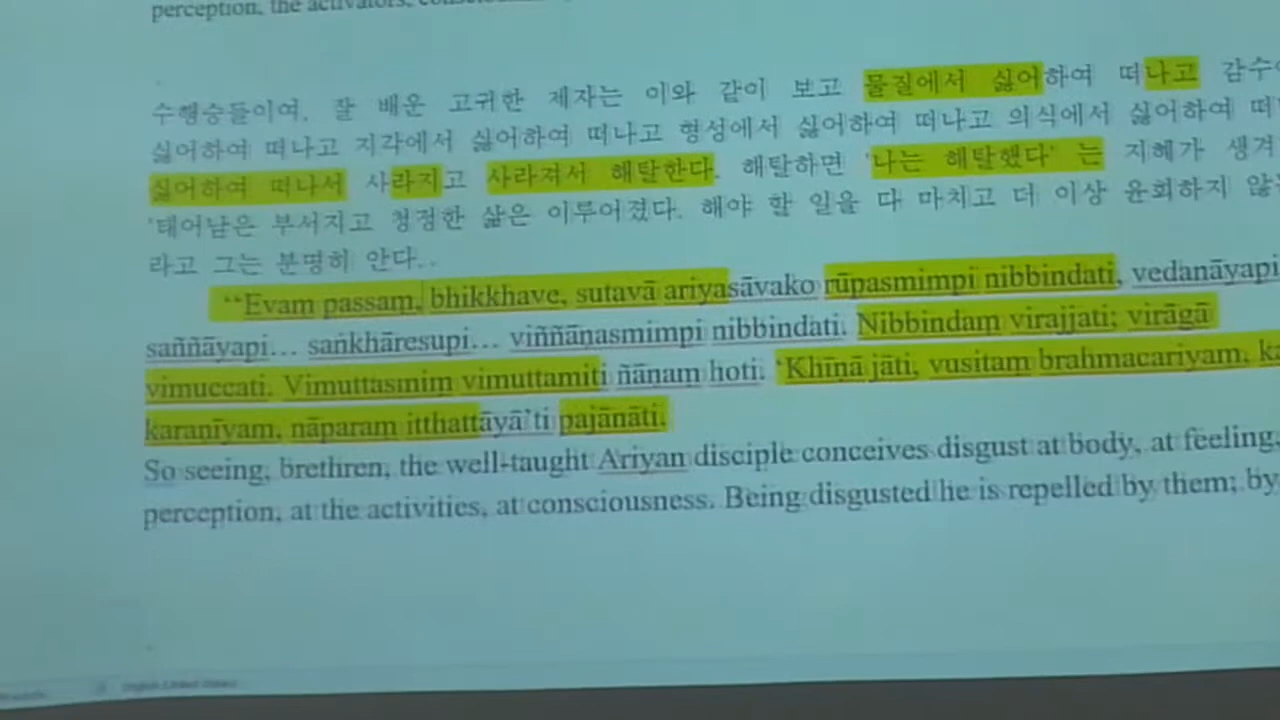 perception, the activators,
수행승들이여, 잘 배운 고귀한 제자는 이와 같이 보고 물질에서 싫어하여 떠나고 감수
싫어하여 떠나고 지각에서 싫어하여 떠나고 형성에서 싫어하여 떠나고 의식에서 싫어하여
싫어하여 떠나서 사라지고 사라져서 해탈한다. 해탈하면 '나는 해탈했다' 는 지혜가 생겨
'태어남은 부서지고 청정한 삶은 이루어졌다. 해야 할 일을 다 마치고 더 이상 윤회하지
라고 그는 분명히 안다..
“Evaṃ passaṃ, bhikkhave, sutavā ariyasāvako rūpasmimpi nibbindati, vedanāyapi
saññāyapi... saṅkhāresupi... viññāṇasmimpi nibbindati. Nibbindaṃ virajjati; virāgā
vimuccati. Vimuttasmiṃ vimuttamiti ñāṇaṃ hoti. ‘Khīṇā jāti, vusitaṃ brahmacariyaṃ, ka
karaṇīyaṃ, nāparaṃ itthattāyā’ti pajānāti.
So seeing, brethren, the well-taught Ariyan disciple conceives disgust at body, at feeling
perception, at the activities, at consciousness. Being disgusted he is repelled by them; by